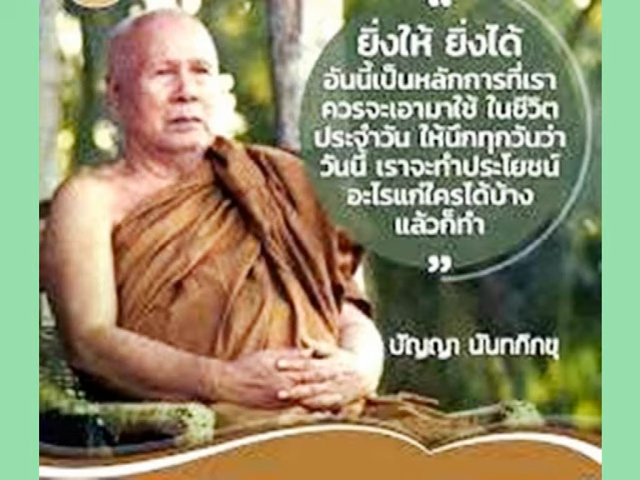 “
ยิ่งให้ ยิ่งได้
อันนี้เป็นหลักการที่เรา
ควรจะเอามาใช้ ในชีวิต
ประจำวัน ให้นึกทุกวันว่า
วันนี้ เราจะทำประโยชน์
อะไรแก่ใครได้บ้าง
แล้วก็ทำ
”
ปัญญา นันทภิกขุ